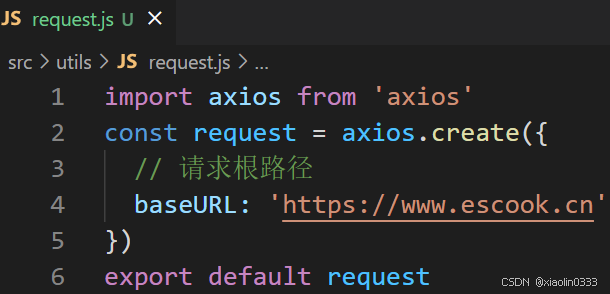 JS request.js U ×
src > utils > JS request.js > ...
1 import axios from 'axios'
2 const request = axios.create({
3   // 请求根路径
4   baseURL: 'https://www.escook.cn'
5 })
6 export default request
CSDN @xiaolin0333